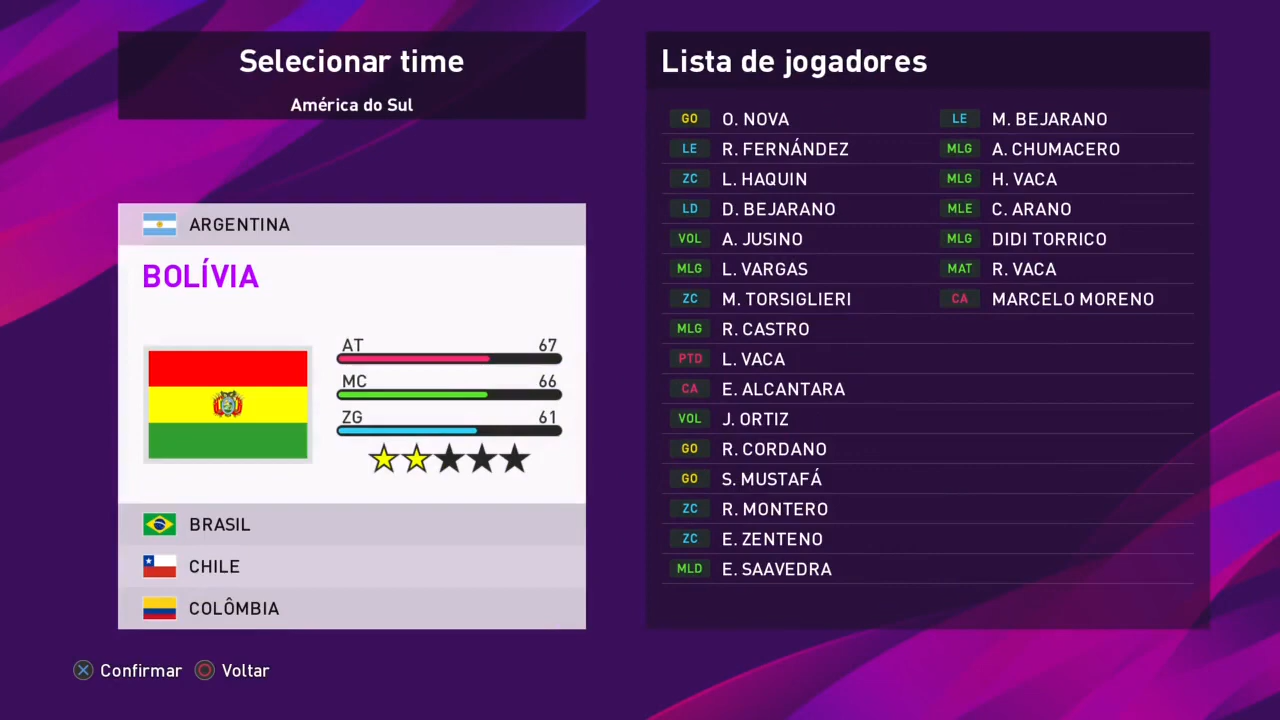 Selecionar time
América do Sul
ARGENTINA
BOLÍVIA
AT 67
MC 66
ZG 61
BRASIL
CHILE
COLÔMBIA
Lista de jogadores
GO O. NOVA
LE R. FERNÁNDEZ
ZC L. HAQUIN
LD D. BEJARANO
VOL A. JUSINO
MLG L. VARGAS
ZC M. TORSIGLIERI
MLG R. CASTRO
PTD L. VACA
CA E. ALCANTARA
VOL J. ORTIZ
GO R. CORDANO
GO S. MUSTAFÁ
ZC R. MONTERO
ZC E. ZENTENO
MLD E. SAAVEDRA
LE M. BEJARANO
MLG A. CHUMACERO
MLG H. VACA
MLE C. ARANO
MLG DIDI TORRICO
MAT R. VACA
CA MARCELO MORENO
Confirmar Voltar